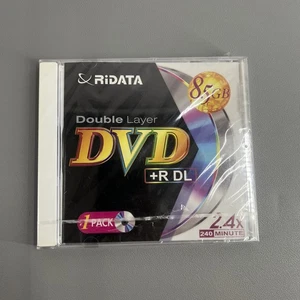 RiDATA
8.5GB
Double Layer
DVD
+R DL
1 PACK
2.4x
240 MINUTE